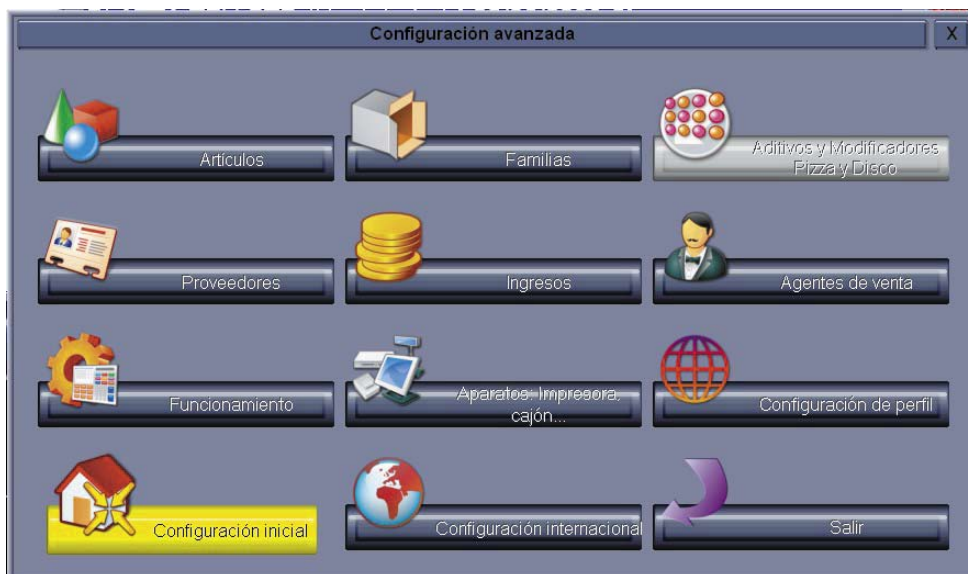 Configuración avanzada
X
Artículos
Familias
Aditivos y Modificadores
Pizza y Disco
Proveedores
Ingresos
Agentes de venta
Funcionamiento
Aparatos: Impresora,
cajón...
Configuración de perfil
Configuración inicial
Configuración internacional
Salir